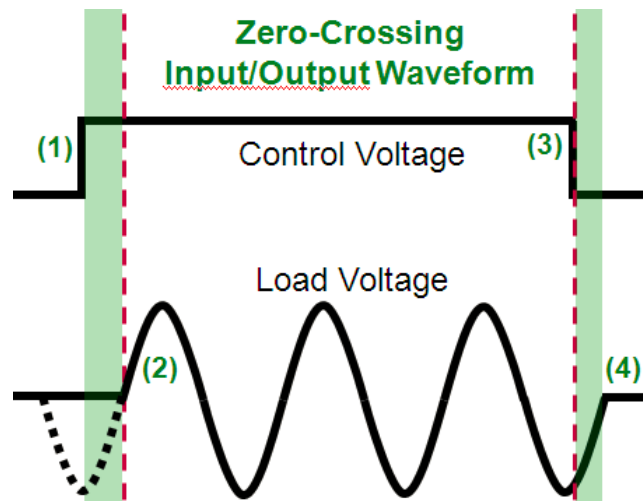 Zero-Crossing
Input/Output Waveform
(1)
(3)
Control Voltage
Load Voltage
(2)
(4)